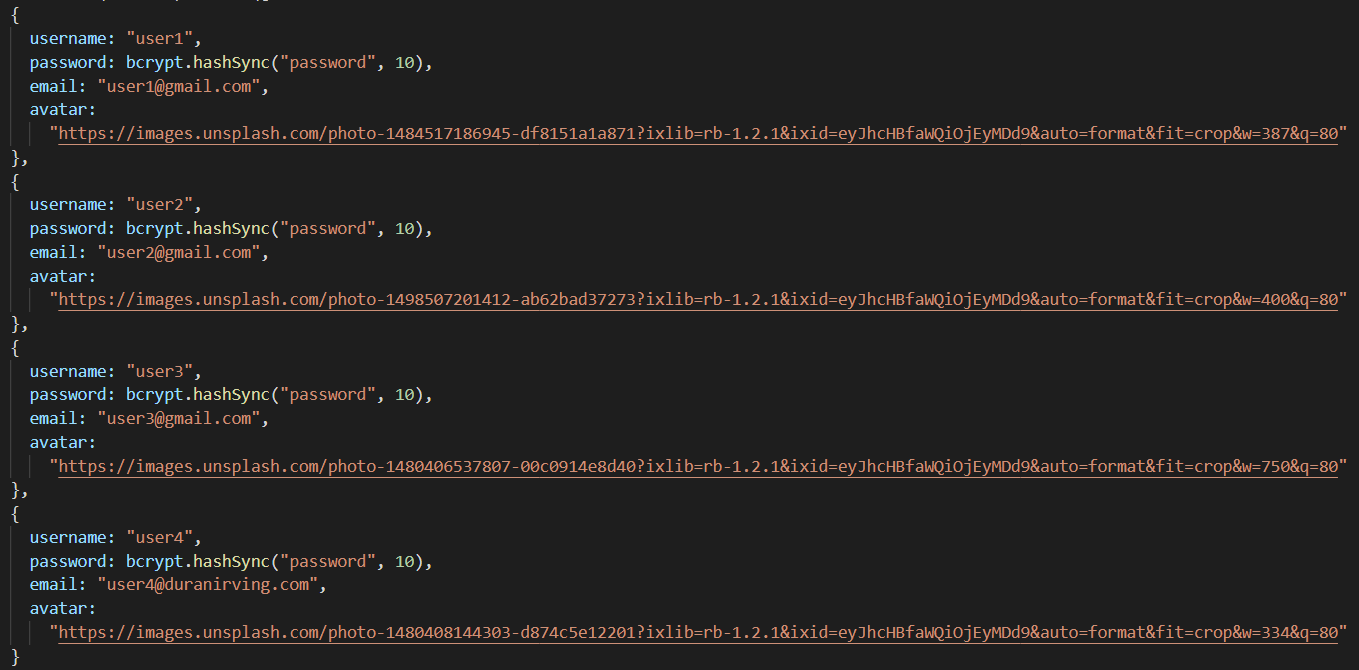 {
username: "user1",
password: bcrypt.hashSync("password", 10),
email: "user1@gmail.com",
avatar:
"https://images.unsplash.com/photo-1484517186945-df8151a1a871?ixlib=rb-1.2.1&ixid=eyJhcHBfaWQiOjEyMDd9&auto=format&fit=crop&w=387&q=80"
},
{
username: "user2",
password: bcrypt.hashSync("password", 10),
email: "user2@gmail.com",
avatar:
"https://images.unsplash.com/photo-1498507201412-ab62bad37273?ixlib=rb-1.2.1&ixid=eyJhcHBfaWQiOjEyMDd9&auto=format&fit=crop&w=400&q=80"
},
{
username: "user3",
password: bcrypt.hashSync("password", 10),
email: "user3@gmail.com",
avatar:
"https://images.unsplash.com/photo-1480406537807-00c0914e8d40?ixlib=rb-1.2.1&ixid=eyJhcHBfaWQiOjEyMDd9&auto=format&fit=crop&w=750&q=80"
},
{
username: "user4",
password: bcrypt.hashSync("password", 10),
email: "user4@duranirving.com",
avatar:
"https://images.unsplash.com/photo-1480408144303-d874c5e12201?ixlib=rb-1.2.1&ixid=eyJhcHBfaWQiOjEyMDd9&auto=format&fit=crop&w=334&q=80"
}